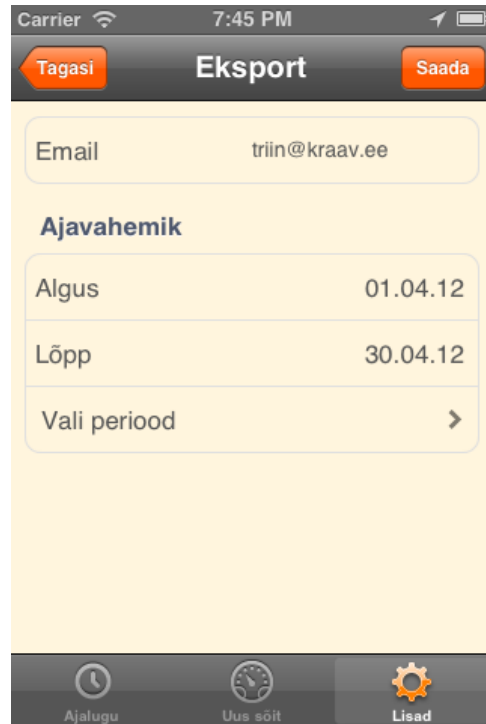 Carrier 7:45 PM
Tagasi Eksport Saada
Email triin@kraav.ee
Ajavahemik
Algus 01.04.12
Lõpp 30.04.12
Vali periood
Ajalugu Uus sõit Lisad